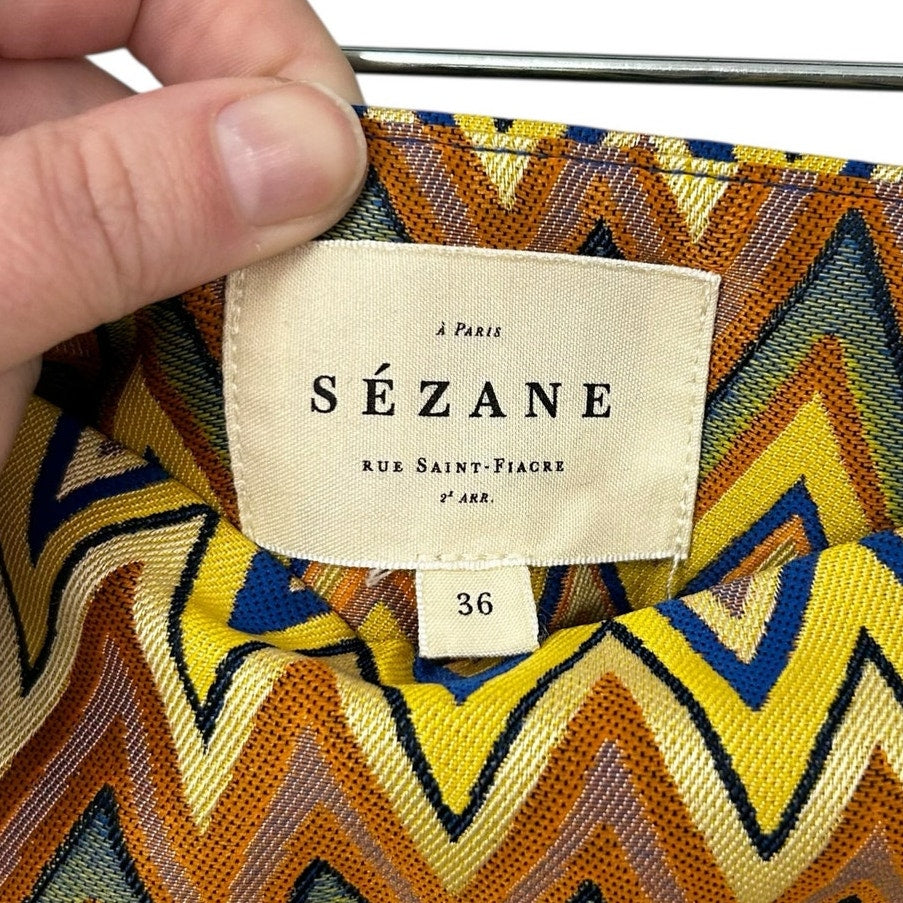 À PARIS
SÉZANE
RUE SAINT-FIACRE
2ᴱ ARR.
36